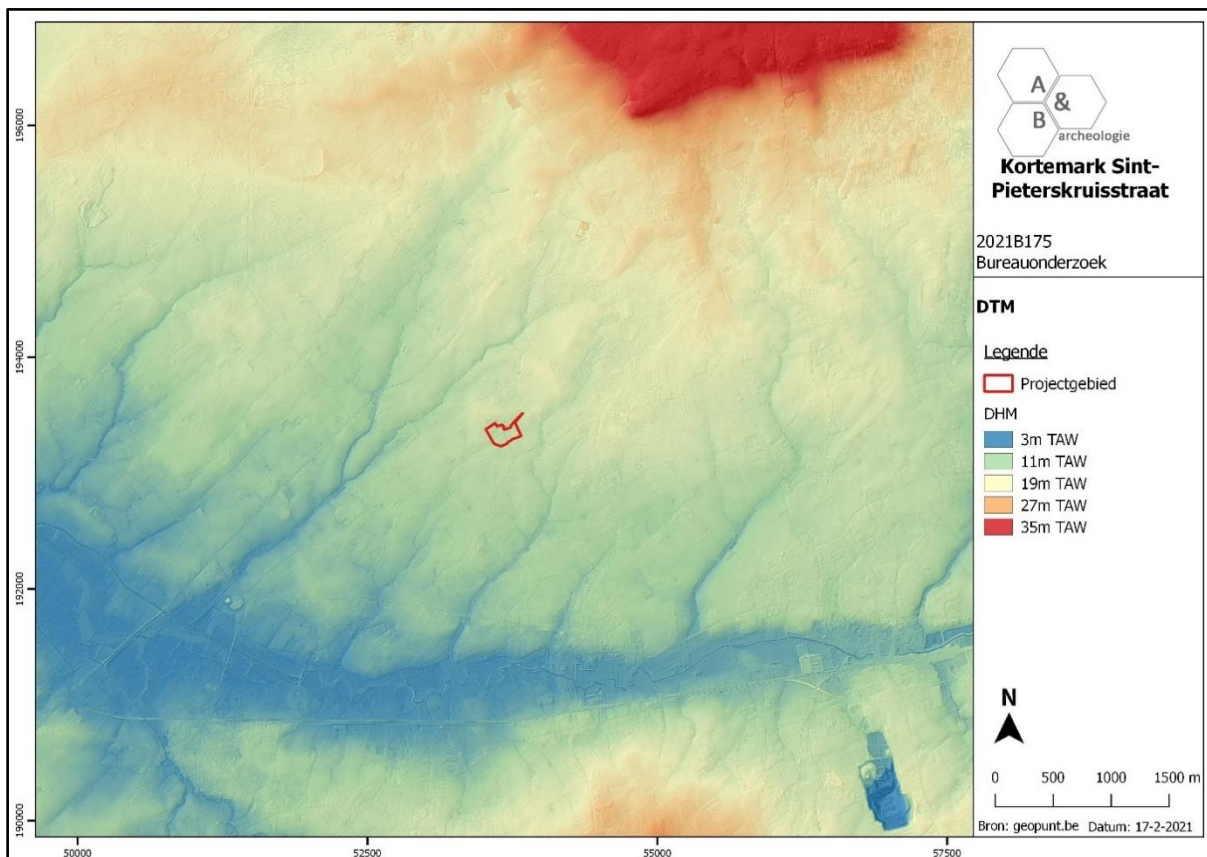 A
&
B
archeologie
Kortemark Sint-
Pieterskruisstraat
2021B175
Bureauonderzoek
DTM
Legende
Projectgebied
DHM
3m TAW
11m TAW
19m TAW
27m TAW
35m TAW
N
0 500 1000 1500 m
Bron: geopunt.be Datum: 17-2-2021
196000
194000
192000
190000
50000 52500 55000 57500